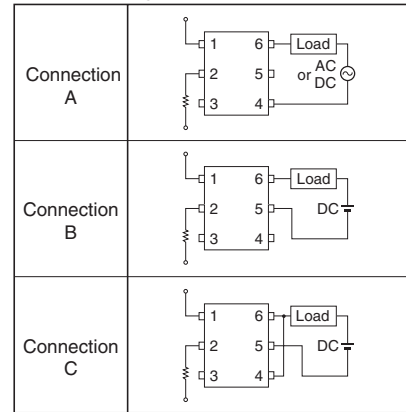 Connection
A
1 6 Load
2 5 or AC
DC
3 4
Connection
B
1 6 Load
2 5 DC
3 4
Connection
C
1 6 Load
2 5 DC
3 4